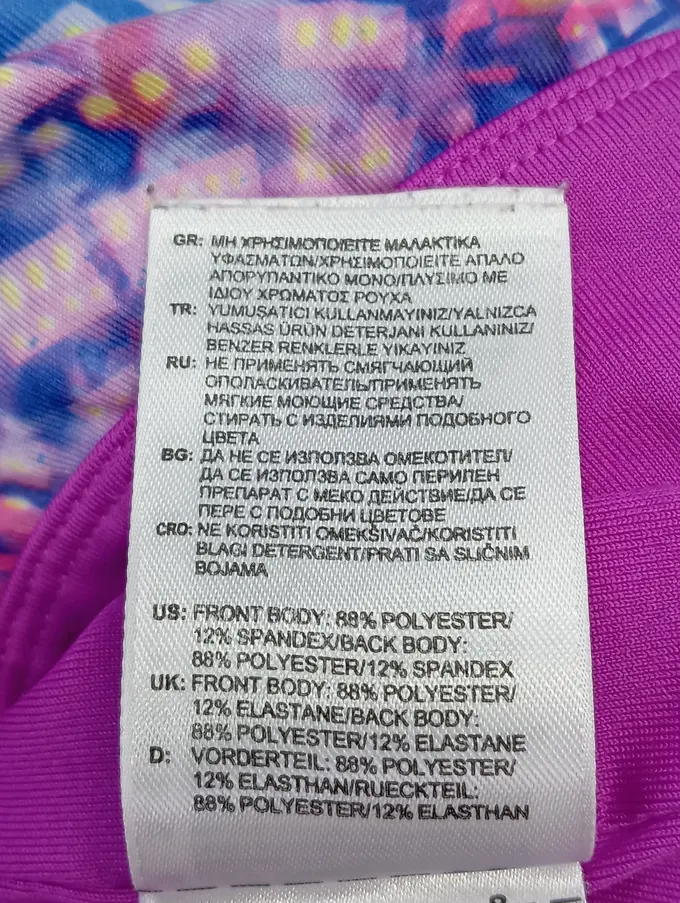 GR: ΜΗ ΧΡΗΣΙΜΟΠΟΙΕΙΤΕ ΜΑΛΑΚΤΙΚΑ
ΥΦΑΣΜΑΤΩΝ/ΧΡΗΣΙΜΟΠΟΙΕΙΤΕ ΑΠΑΛΟ
ΑΠΟΡΥΠΑΝΤΙΚΟ ΜΟΝΟ/ΠΛΥΣΙΜΟ ΜΕ
ΙΔΙΟΥ ΧΡΩΜΑΤΟΣ ΡΟΥΧΑ
TR: YUMUŞATICI KULLANMAYINIZ/YALNIZCA
HASSAS ÜRÜN DETERJANI KULLANINIZ/
BENZER RENKLERLE YIKAYINIZ
RU: НЕ ПРИМЕНЯТЬ СМЯГЧАЮЩИЙ
ОПОЛАСКИВАТЕЛЬ/ПРИМЕНЯТЬ
МЯГКИЕ МОЮЩИЕ СРЕДСТВА/
СТИРАТЬ С ИЗДЕЛИЯМИ ПОДОБНОГО
ЦВЕТА
BG: ДА НЕ СЕ ИЗПОЛЗВА ОМЕКОТИТЕЛ/
ДА СЕ ИЗПОЛЗВА САМО ПЕРИЛЕН
ПРЕПАРАТ С МЕКО ДЕЙСТВИЕ/ДА СЕ
ПЕРЕ С ПОДОБНИ ЦВЕТОВЕ
CRO: NE KORISTITI OMEKŠIVAČ/KORISTITI
BLAGI DETERGENT/PRATI SA SLIČNIM
BOJAMA
US: FRONT BODY: 88% POLYESTER/
12% SPANDEX/BACK BODY:
88% POLYESTER/12% SPANDEX
UK: FRONT BODY: 88% POLYESTER/
12% ELASTANE/BACK BODY:
88% POLYESTER/12% ELASTANE
D: VORDERTEIL: 88% POLYESTER/
12% ELASTHAN/RUECKTEIL:
88% POLYESTER/12% ELASTHAN